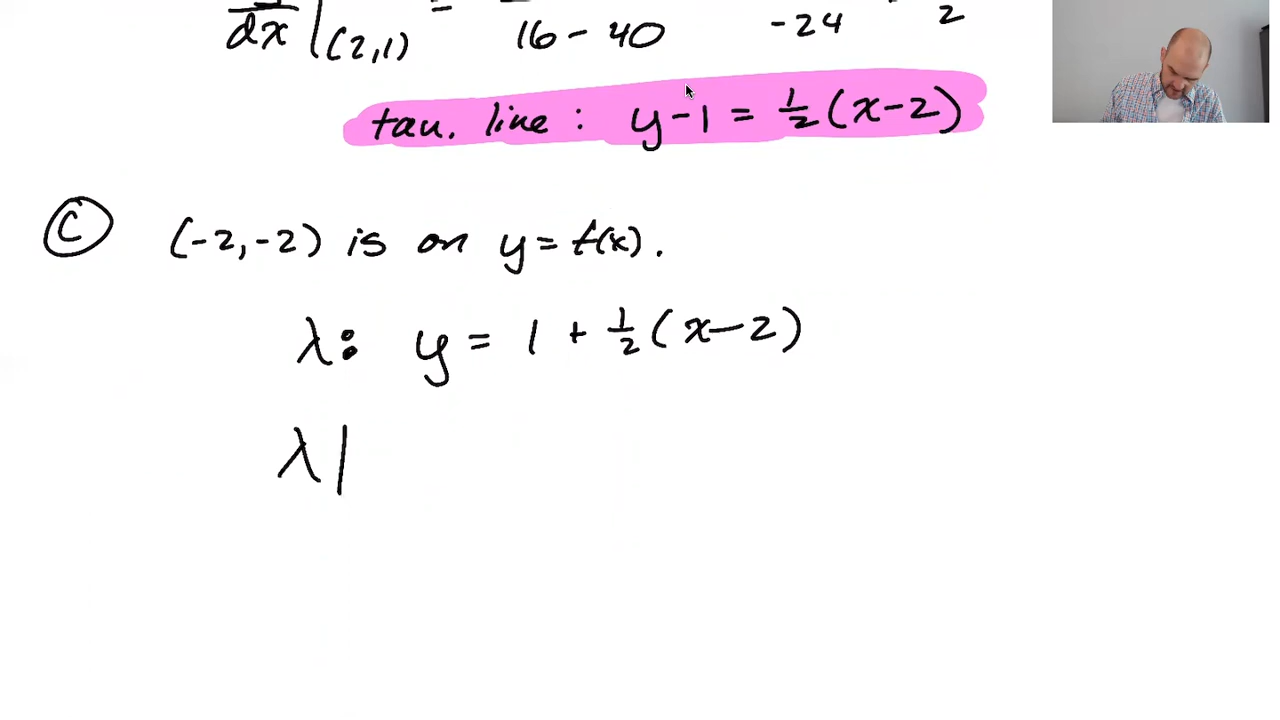 dx |(2,1) = 16 - 40 -24 2
tan. line: y-1 = 1/2(x-2)
C (-2,-2) is on y = f(x).
λ: y = 1 + 1/2(x-2)
λ|